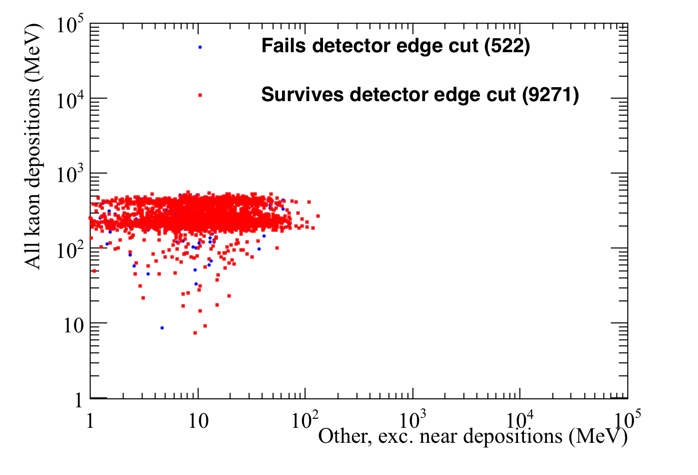 Fails detector edge cut (522)
Survives detector edge cut (9271)
All kaon depositions (MeV)
10^5
10^4
10^3
10^2
10
1
1 10 10^2 10^3 10^4 10^5
Other, exc. near depositions (MeV)